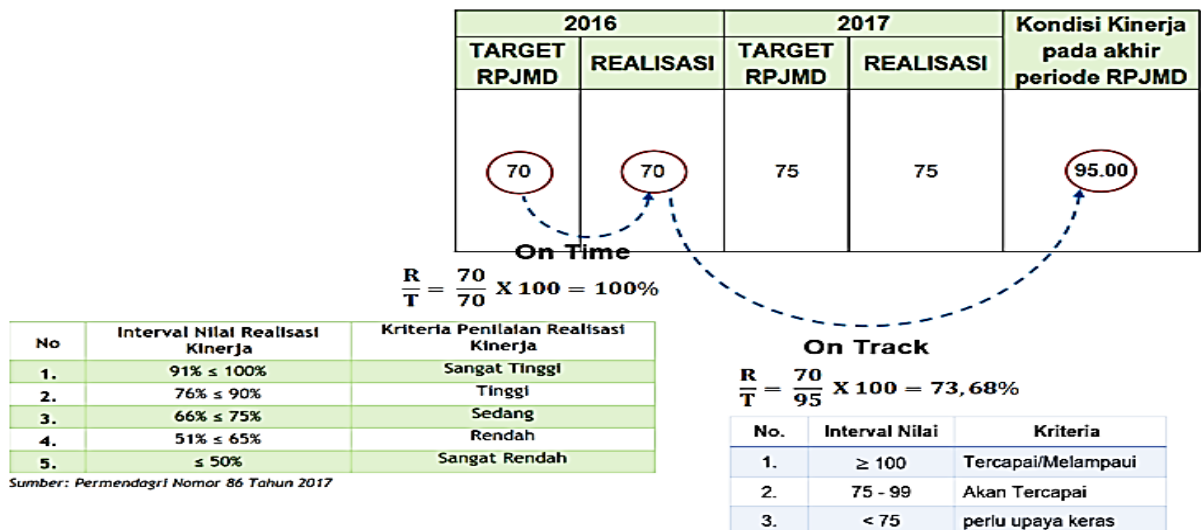 2016 2017 Kondisi Kinerja pada akhir periode RPJMD
TARGET RPJMD REALISASI TARGET RPJMD REALISASI
70 70 75 75 95.00
On Time
R/T = 70/70 X 100 = 100%
No Interval Nilai Realisasi Kinerja Kriteria Penilaian Realisasi Kinerja
1. 91% ≤ 100% Sangat Tinggi
2. 76% ≤ 90% Tinggi
3. 66% ≤ 75% Sedang
4. 51% ≤ 65% Rendah
5. ≤ 50% Sangat Rendah
Sumber: Permendagri Nomor 86 Tahun 2017
On Track
R/T = 70/95 X 100 = 73,68%
No. Interval Nilai Kriteria
1. ≥ 100 Tercapai/Melampaui
2. 75 - 99 Akan Tercapai
3. < 75 perlu upaya keras